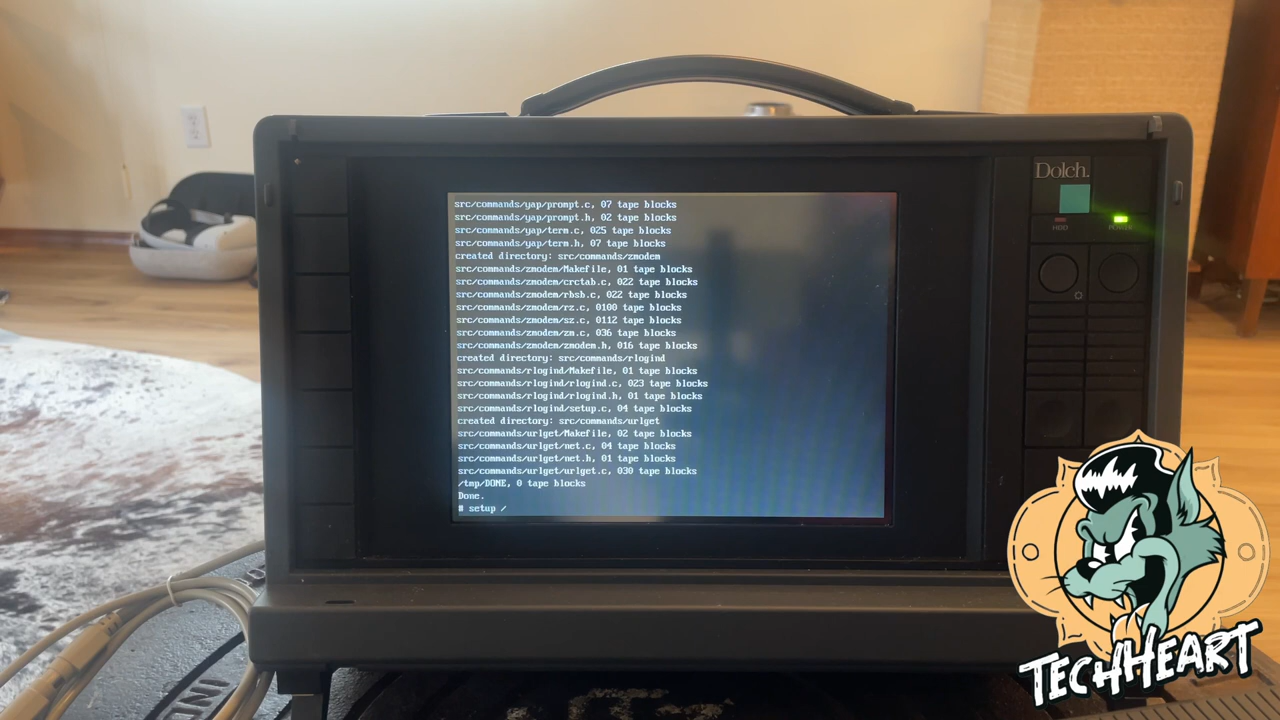 Dolch.
HDD
POWER
src/commands/yap/prompt.c, 07 tape blocks
src/commands/yap/prompt.h, 02 tape blocks
src/commands/yap/term.c, 025 tape blocks
src/commands/yap/term.h, 07 tape blocks
created directory: src/commands/zmodem
src/commands/zmodem/Makefile, 01 tape blocks
src/commands/zmodem/crctab.c, 022 tape blocks
src/commands/zmodem/rbsb.c, 022 tape blocks
src/commands/zmodem/rz.c, 0100 tape blocks
src/commands/zmodem/sz.c, 0112 tape blocks
src/commands/zmodem/zm.c, 036 tape blocks
src/commands/zmodem/zmodem.h, 016 tape blocks
created directory: src/commands/rlogind
src/commands/rlogind/Makefile, 01 tape blocks
src/commands/rlogind/rlogind.c, 023 tape blocks
src/commands/rlogind/rlogind.h, 01 tape blocks
src/commands/rlogind/setup.c, 04 tape blocks
created directory: src/commands/urlget
src/commands/urlget/Makefile, 02 tape blocks
src/commands/urlget/net.c, 04 tape blocks
src/commands/urlget/net.h, 01 tape blocks
src/commands/urlget/urlget.c, 030 tape blocks
/tmp/DONE, 0 tape blocks
Done.
# setup /
TECHHEART